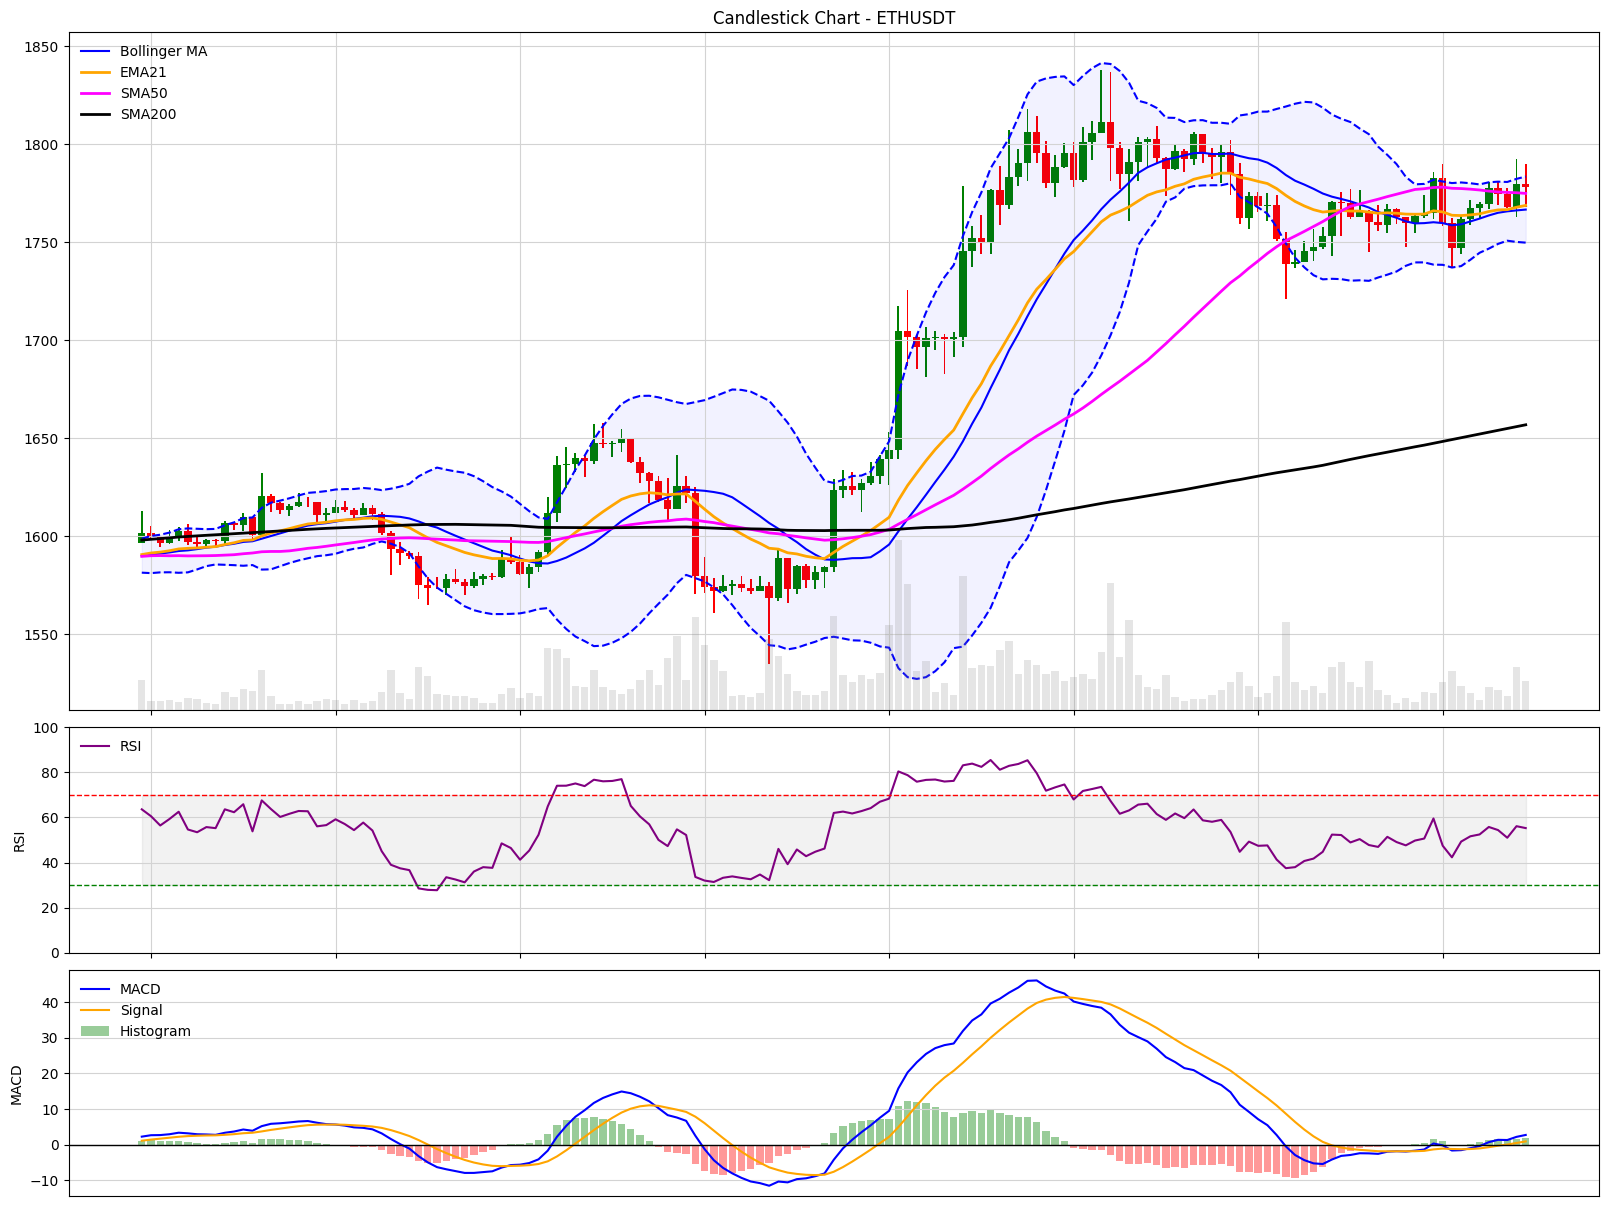 Candlestick Chart - ETHUSDT
Bollinger MA
EMA21
SMA50
SMA200
1850
1800
1750
1700
1650
1600
1550
RSI
100
80
60
40
20
0
RSI
MACD
Signal
Histogram
40
30
20
10
0
−10
MACD